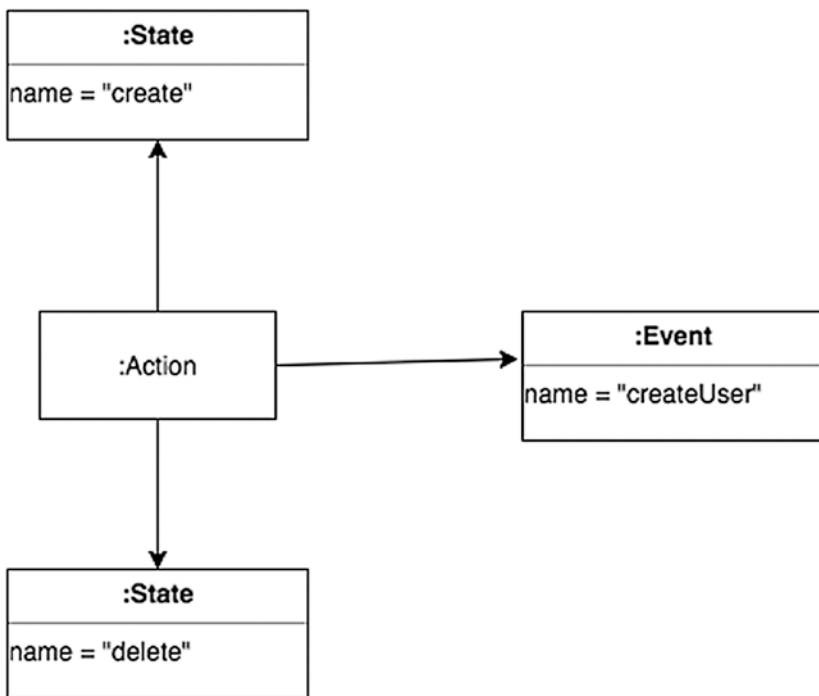 :State
name = "create"
:Action
:Event
name = "createUser"
:State
name = "delete"